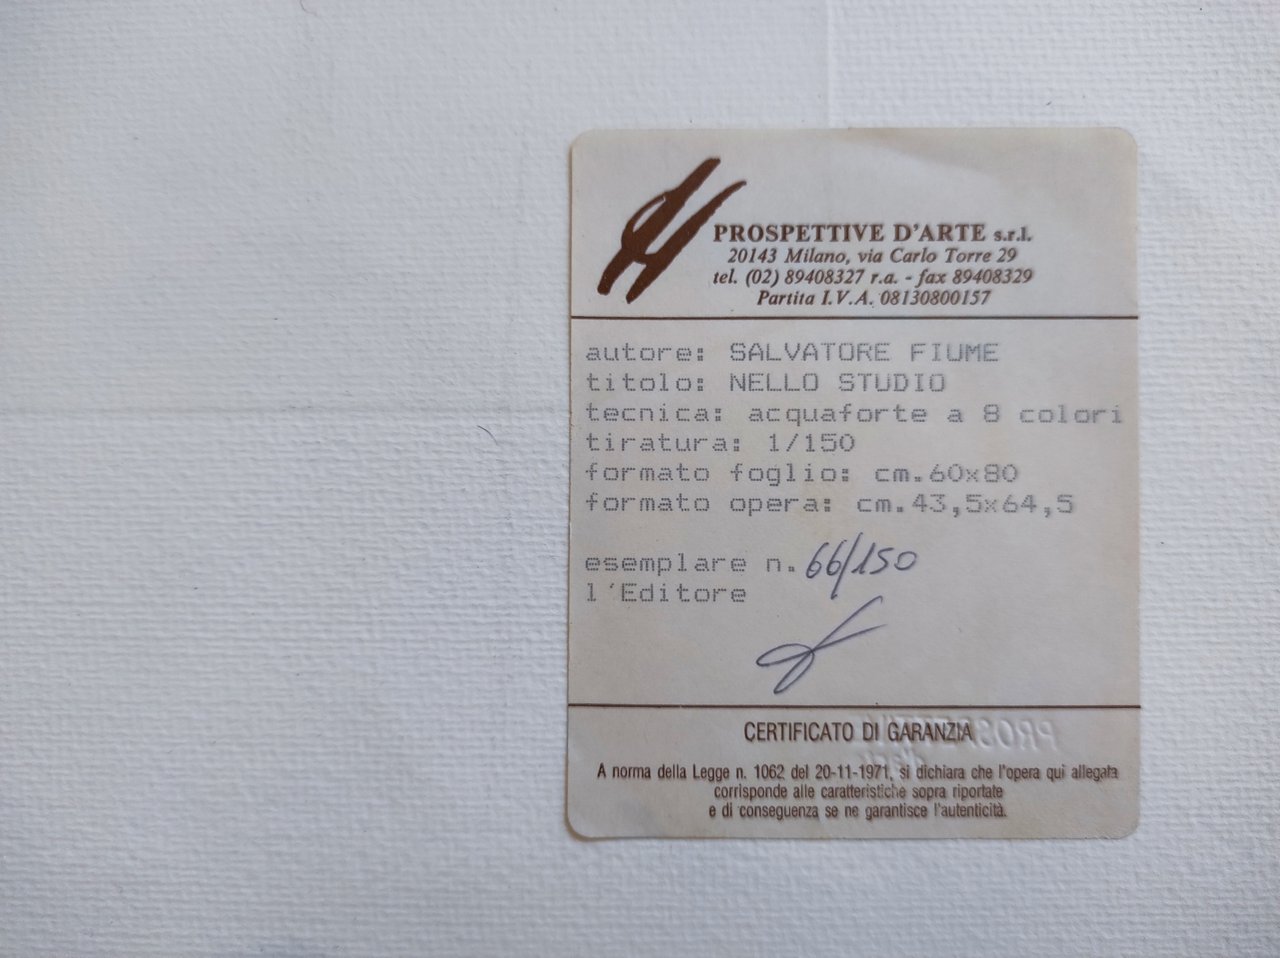 PROSPETTIVE D'ARTE s.r.l.
20143 Milano, via Carlo Torre 29
tel. (02) 89408327 r.a. - fax 89408329
Partita I.V.A. 08130800157
autore: SALVATORE FIUME
titolo: NELLO STUDIO
tecnica: acquaforte a 8 colori
tiratura: 1/150
formato foglio: cm.60x80
formato opera: cm.43,5x64,5
esemplare n. 66/150
l'Editore
CERTIFICATO DI GARANZIA
A norma della Legge n. 1062 del 20-11-1971, si dichiara che l'opera qui allegata
corrisponde alle caratteristiche sopra riportate
e di conseguenza se ne garantisce l'autenticità.